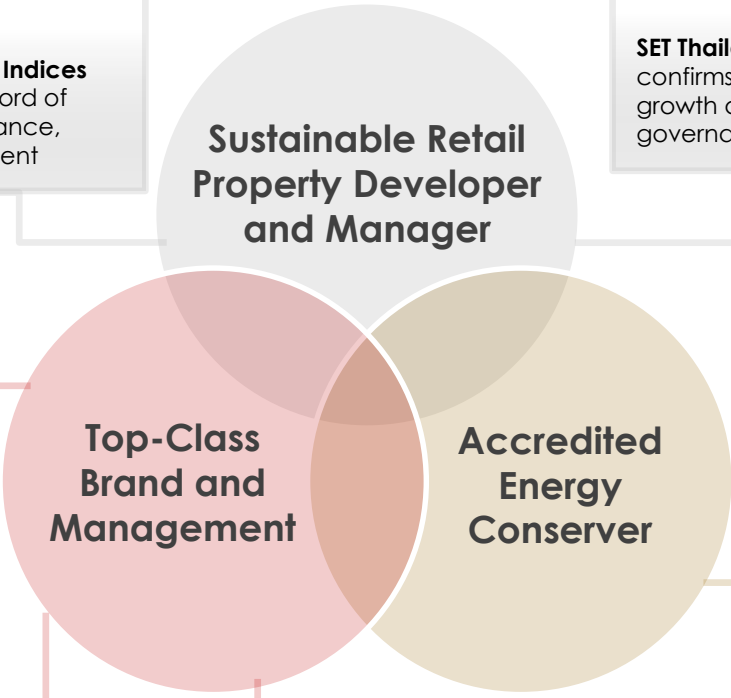 Indices
ord of
ance,
ent
SET Thail
confirms
growth
governa
Sustainable Retail
Property Developer
and Manager
Top-Class
Brand and
Management
Accredited
Energy
Conserver